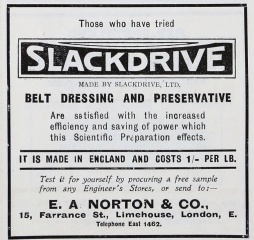 Those who have tried
SLACKDRIVE
MADE BY SLACKDRIVE, LTD.
BELT DRESSING AND PRESERVATIVE
Are satisfied with the increased
efficiency and saving of power which
this Scientific Preparation effects.
IT IS MADE IN ENGLAND AND COSTS 1/- PER LB.
Test it for yourself by procuring a free sample
from any Engineer's Stores, or send to:—
E. A. NORTON & CO.,
15, Farrance St., Limehouse, London, E.
Telephone East 1462.